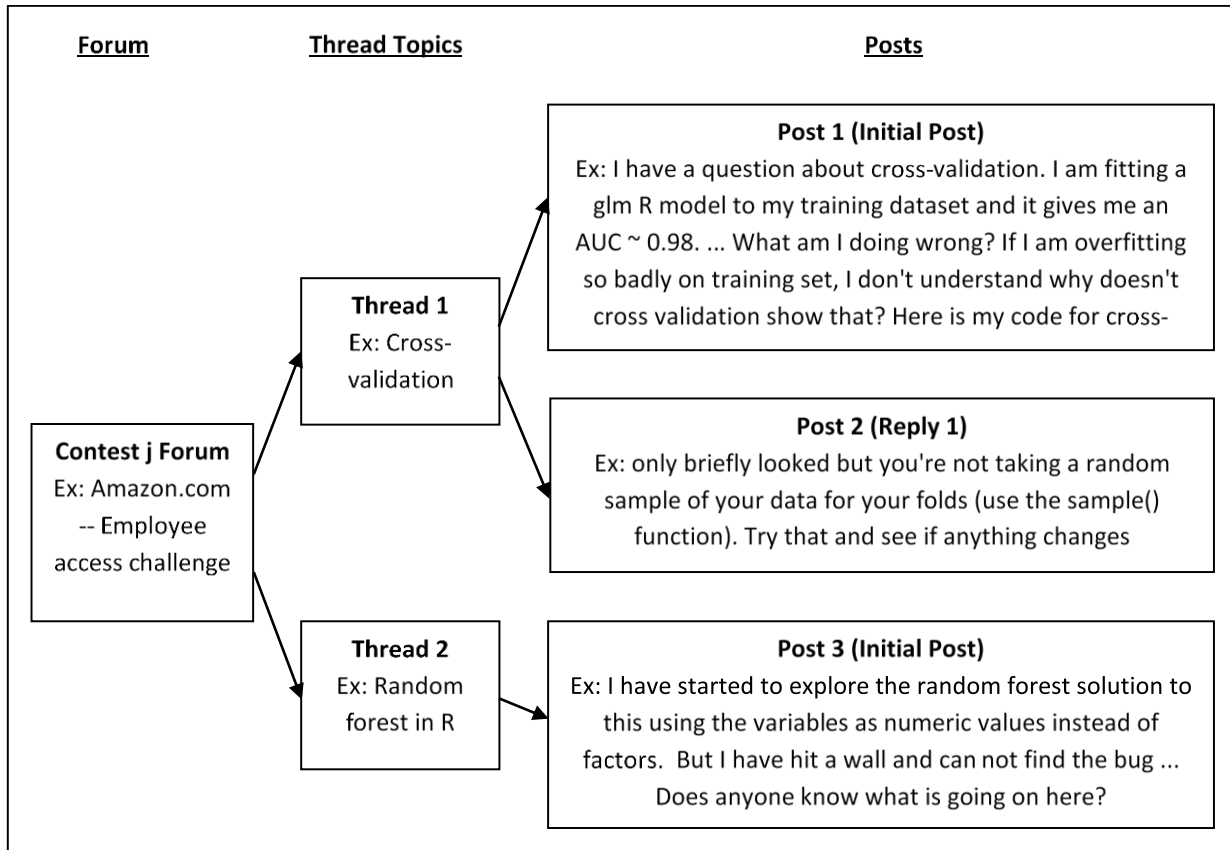 Forum
Thread Topics
Posts
Post 1 (Initial Post)
Ex: I have a question about cross-validation. I am fitting a
glm R model to my training dataset and it gives me an
AUC ~ 0.98. ... What am I doing wrong? If I am overfitting
so badly on training set, I don't understand why doesn't
cross validation show that? Here is my code for cross-
Thread 1
Ex: Cross-
validation
Post 2 (Reply 1)
Ex: only briefly looked but you're not taking a random
sample of your data for your folds (use the sample()
function). Try that and see if anything changes
Contest j Forum
Ex: Amazon.com
-- Employee
access challenge
Thread 2
Ex: Random
forest in R
Post 3 (Initial Post)
Ex: I have started to explore the random forest solution to
this using the variables as numeric values instead of
factors.  But I have hit a wall and can not find the bug ...
Does anyone know what is going on here?